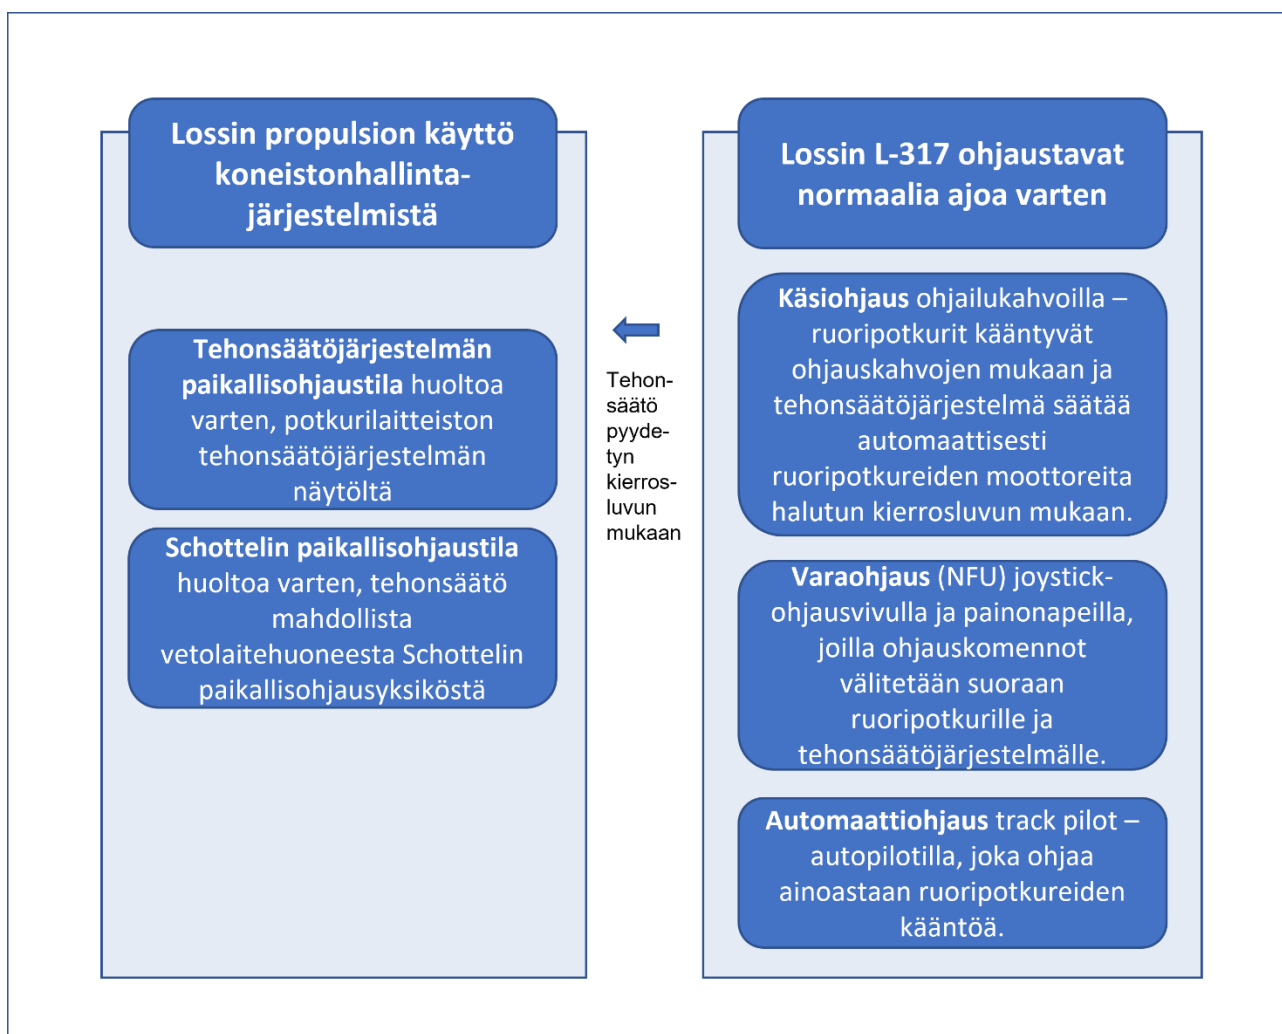 Lossin propulsion käyttö
koneistonhallinta-
järjestelmistä
Tehonsäätöjärjestelmän
paikallisohjaustila huoltoa
varten, potkurilaitteiston
tehonsäätöjärjestelmän
näytöltä
Schottelin paikallisohjaustila
huoltoa varten, tehonsäätö
mahdollista
vetolaitehuoneesta Schottelin
paikallisohjausyksiköstä
Tehon-
säätö
pyyde-
tyn
kierros-
luvun
mukaan
Lossin L-317 ohjaustavat
normaalia ajoa varten
Käsiohjaus ohjailukahvoilla –
ruoripotkurit kääntyvät
ohjauskahvojen mukaan ja
tehonsäätöjärjestelmä säätää
automaattisesti
ruoripotkureiden moottoreita
halutun kierrosluvun mukaan.
Varaohjaus (NFU) joystick-
ohjausvivulla ja painonapeilla,
joilla ohjauskomennot
välitetään suoraan
ruoripotkurille ja
tehonsäätöjärjestelmälle.
Automaattiohjaus track pilot –
autopilotilla, joka ohjaa
ainoastaan ruoripotkureiden
kääntöä.